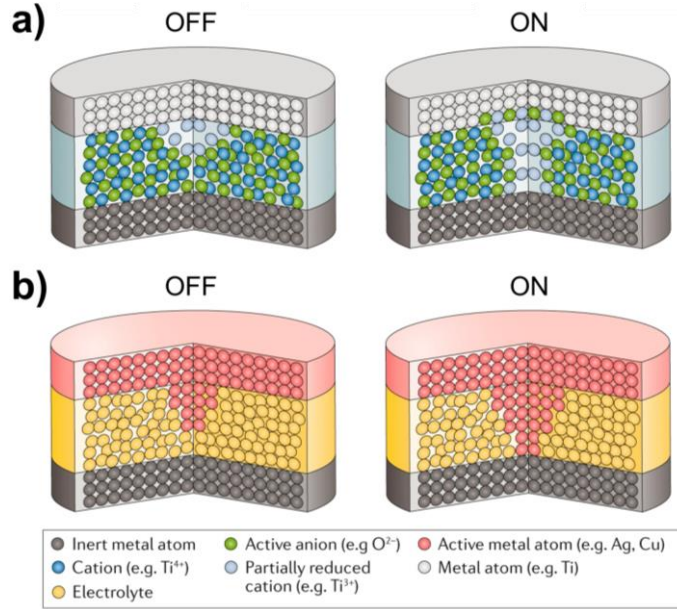 a)
OFF
ON
b)
OFF
ON
Inert metal atom
Active anion (e.g O²⁻)
Active metal atom (e.g. Ag, Cu)
Cation (e.g. Ti⁴⁺)
Partially reduced
cation (e.g. Ti³⁺)
Metal atom (e.g. Ti)
Electrolyte